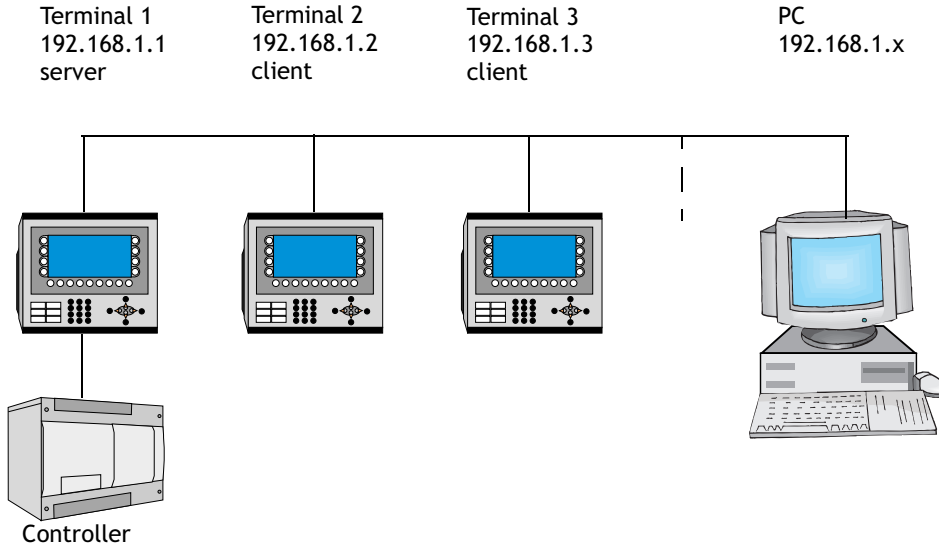 Terminal 1
192.168.1.1
server
Terminal 2
192.168.1.2
client
Terminal 3
192.168.1.3
client
PC
192.168.1.x
Controller